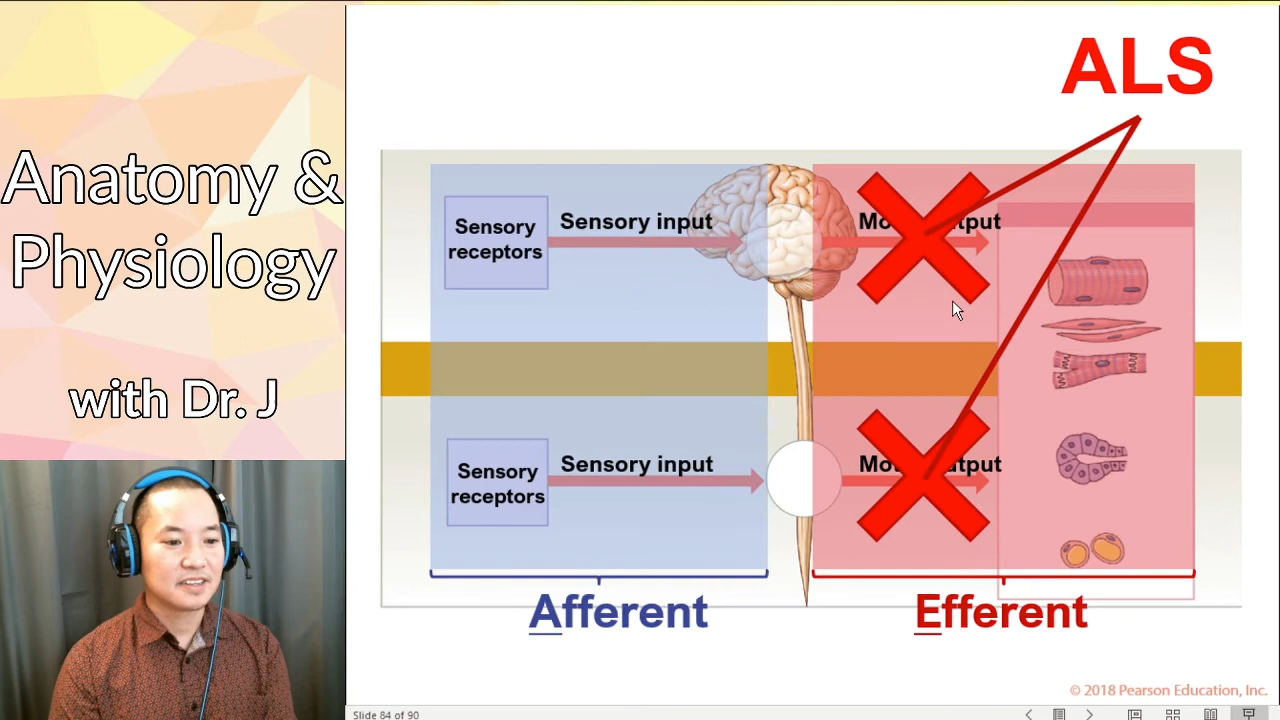 Anatomy &
Physiology
with Dr. J
ALS
Sensory
receptors
Sensory input
Sensory
receptors
Sensory input
Afferent
Efferent
© 2018 Pearson Education, Inc.
Slide 84 of 90